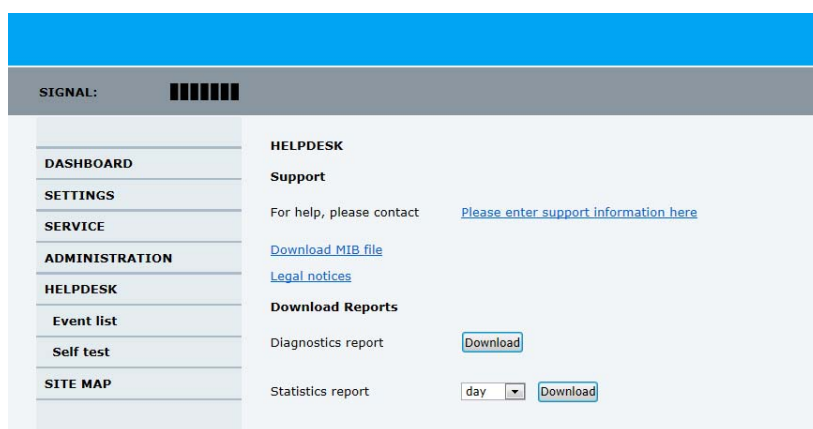 SIGNAL:
HELPDESK
DASHBOARD
Support
SETTINGS
For help, please contact Please enter support information here
SERVICE
Download MIB file
ADMINISTRATION
Legal notices
HELPDESK
Download Reports
Event list
Diagnostics report Download
Self test
SITE MAP
Statistics report day Download